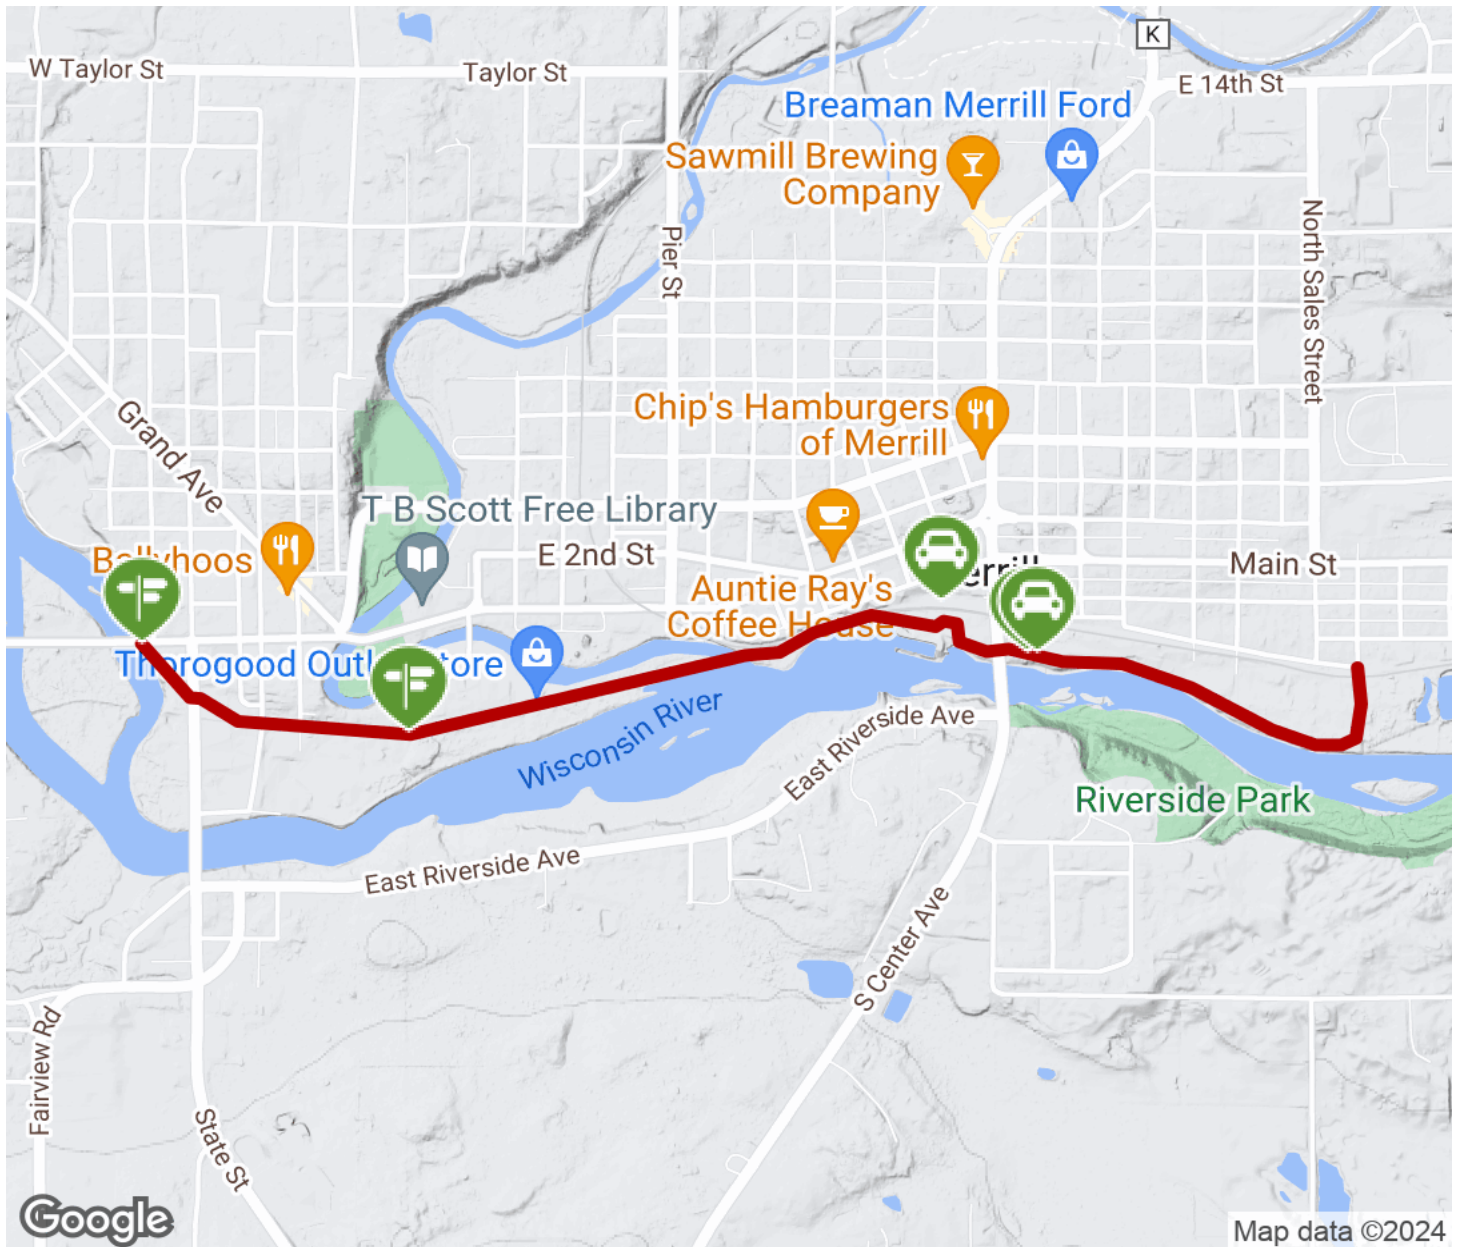 K
W Taylor St
Taylor St
E 14th St
Breaman Merrill Ford
Sawmill Brewing
Company
Pier St
North Sales Street
Grand Ave
Chip's Hamburgers
of Merrill
T B Scott Free Library
E 2nd St
Main St
Auntie Ray's
Coffee House
Wisconsin River
East Riverside Ave
Riverside Park
East Riverside Ave
S Center Ave
Fairview Rd
State St
Google
Map data ©2024